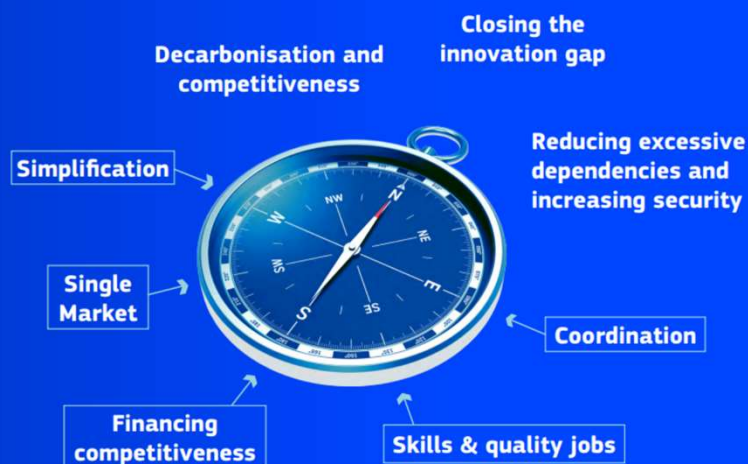 Closing the
innovation gap
Decarbonisation and
competitiveness
Reducing excessive
dependencies and
increasing security
Simplification
Single
Market
Coordination
Financing
competitiveness
Skills & quality jobs
N
NE
E
SE
S
SW
W
NW